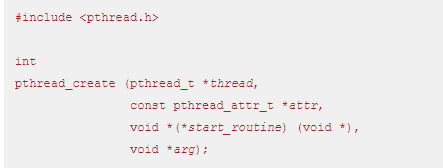 #include <pthread.h>
int
pthread_create (pthread_t *thread,
const pthread_attr_t *attr,
void *(*start_routine) (void *),
void *arg);